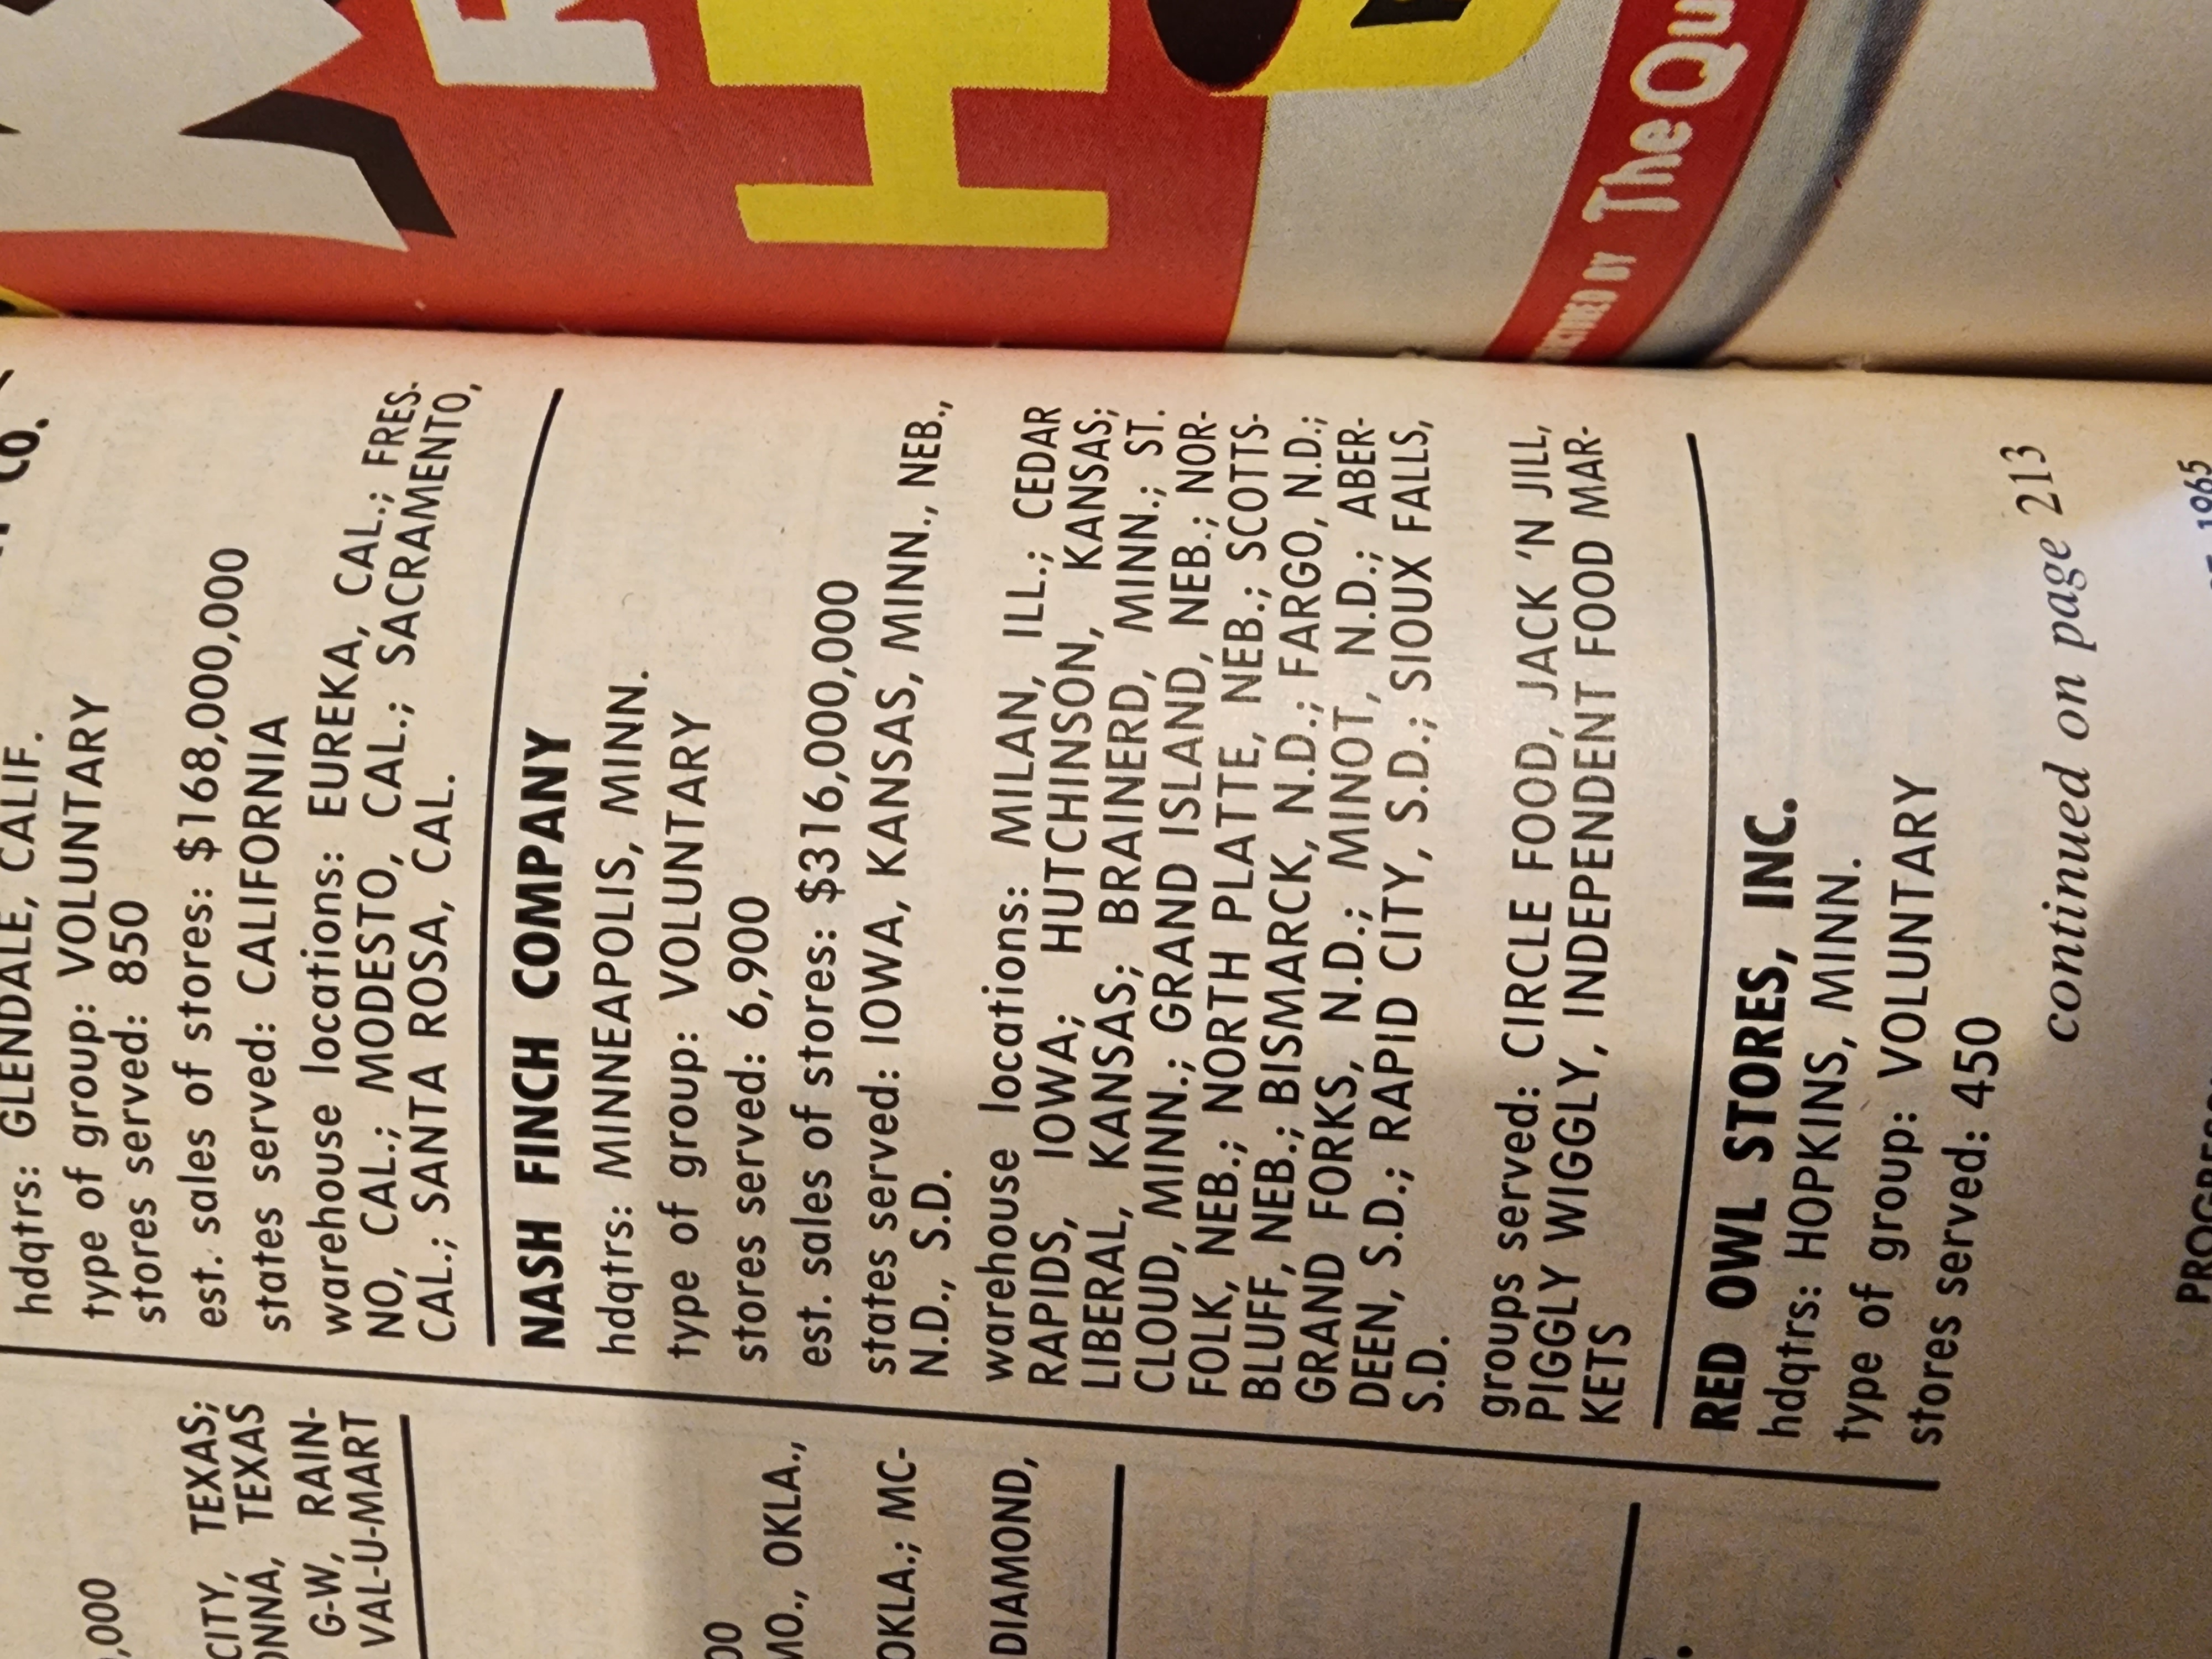 ,000
CITY, TEXAS;
ONNA, TEXAS
G-W, RAIN-
VAL-U-MART
MO., OKLA.,
OKLA.; MC-
DIAMOND,
CO.
hdqtrs: GLENDALE, CALIF.
type of group: VOLUNTARY
stores served: 850
est. sales of stores: $168,000,000
states served: CALIFORNIA
warehouse locations: EUREKA, CAL.; FRES-
NO, CAL.; MODESTO, CAL.; SACRAMENTO,
CAL.; SANTA ROSA, CAL.
NASH FINCH COMPANY
hdqtrs: MINNEAPOLIS, MINN.
type of group: VOLUNTARY
stores served: 6,900
est. sales of stores: $316,000,000
states served: IOWA, KANSAS, MINN., NEB.,
N.D., S.D.
warehouse locations: MILAN, ILL.; CEDAR
RAPIDS, IOWA; HUTCHINSON, KANSAS;
LIBERAL, KANSAS; BRAINERD, MINN.; ST.
CLOUD, MINN.; GRAND ISLAND, NEB.; NOR-
FOLK, NEB.; NORTH PLATTE, NEB.; SCOTTS-
BLUFF, NEB.; BISMARCK, N.D.; FARGO, N.D.;
GRAND FORKS, N.D.; MINOT, N.D.; ABER-
DEEN, S.D.; RAPID CITY, S.D.; SIOUX FALLS,
S.D.
groups served: CIRCLE FOOD, JACK 'N JILL,
PIGGLY WIGGLY, INDEPENDENT FOOD MAR-
KETS
RED OWL STORES, INC.
hdqtrs: HOPKINS, MINN.
type of group: VOLUNTARY
stores served: 450
continued on page 213
1965
The Qu